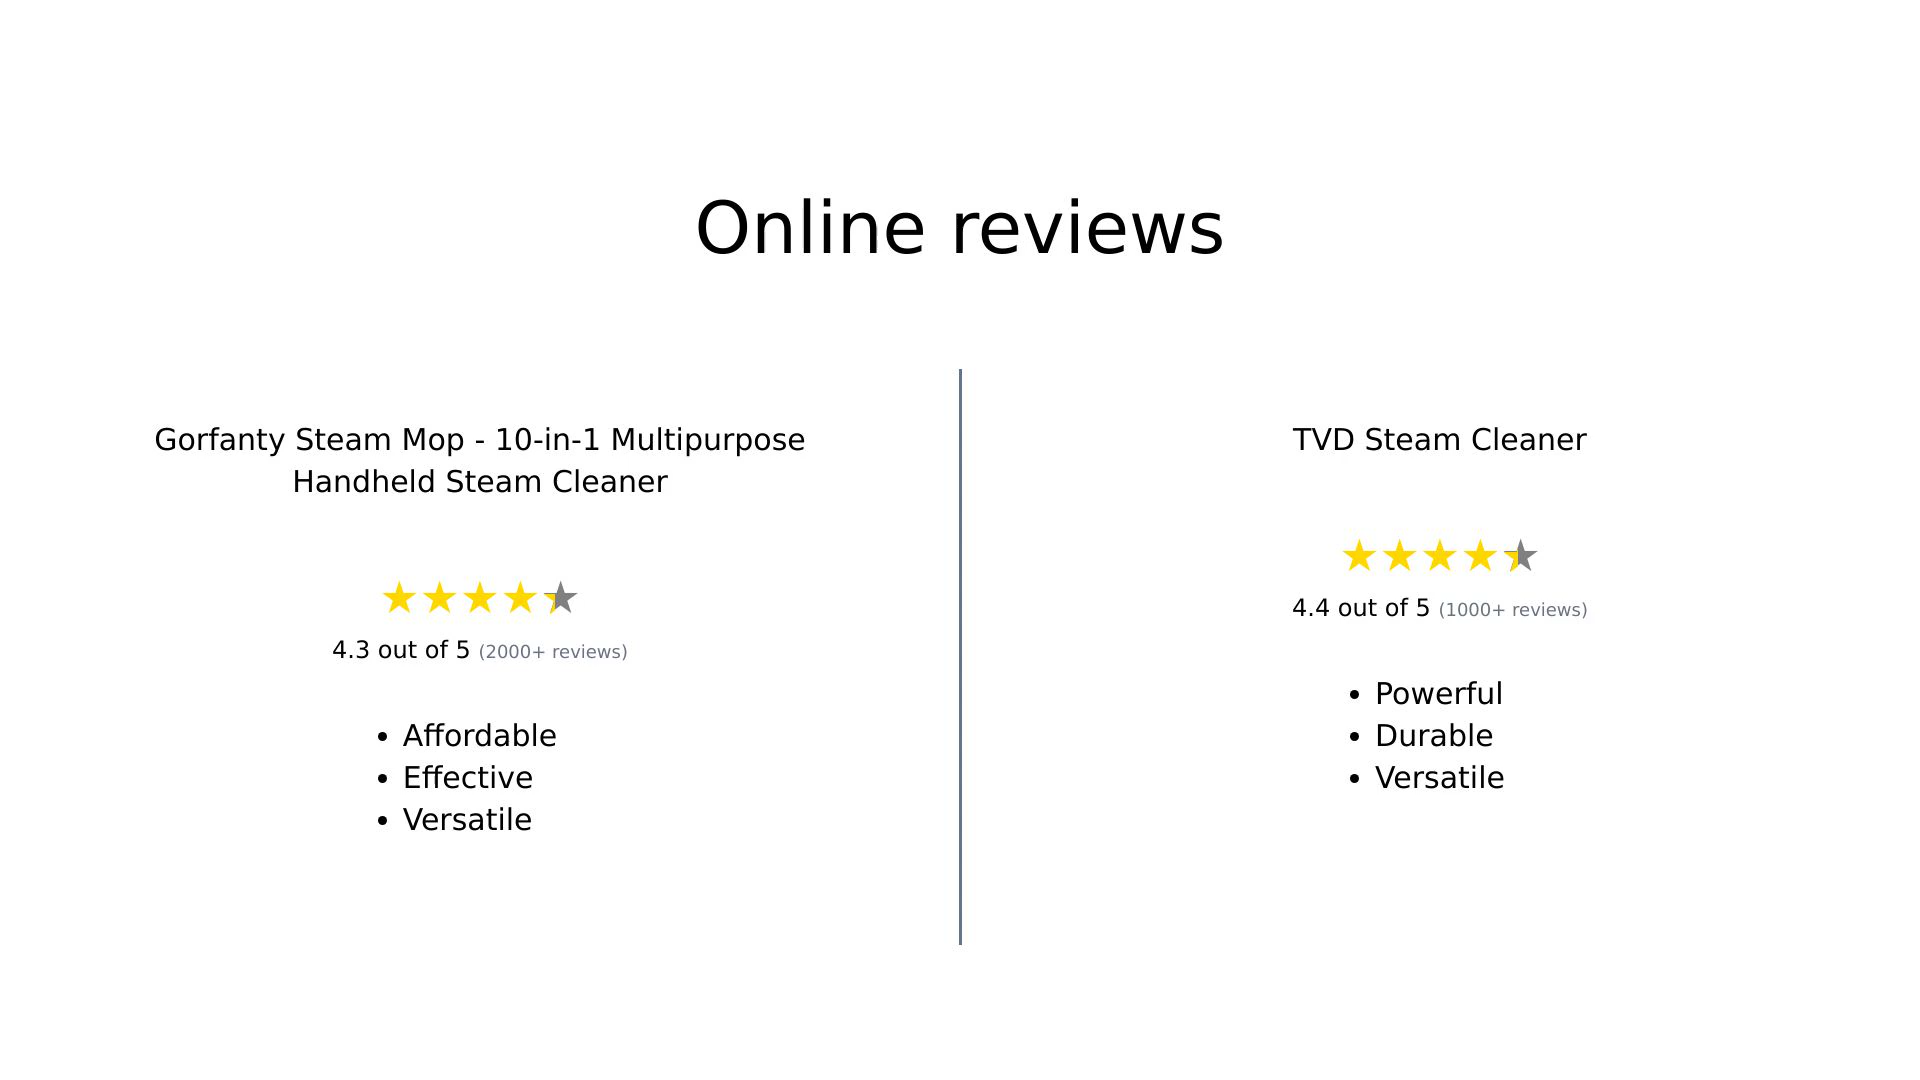 Online reviews
Gorfanty Steam Mop - 10-in-1 Multipurpose
Handheld Steam Cleaner
4.3 out of 5 (2000+ reviews)
• Affordable
• Effective
• Versatile
TVD Steam Cleaner
4.4 out of 5 (1000+ reviews)
• Powerful
• Durable
• Versatile